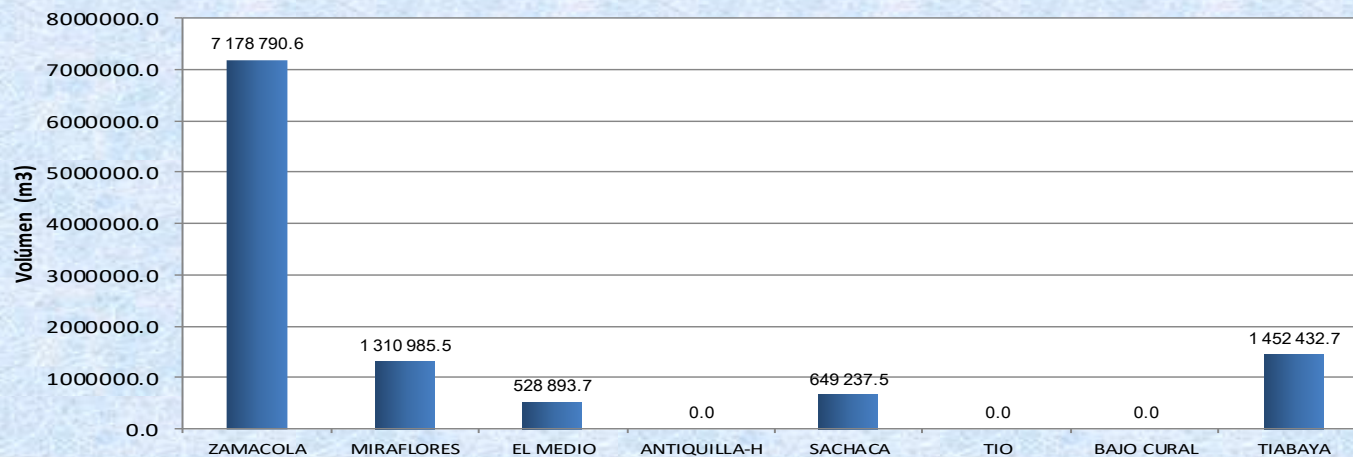 Volúmen (m3)
8000000.0
7000000.0
6000000.0
5000000.0
4000000.0
3000000.0
2000000.0
1000000.0
0.0
7 178 790.6
1 310 985.5
528 893.7
0.0
649 237.5
0.0
0.0
1 452 432.7
ZAMACOLA
MIRAFLORES
EL MEDIO
ANTIQUILLA-H
SACHACA
TIO
BAJO CURAL
TIABAYA